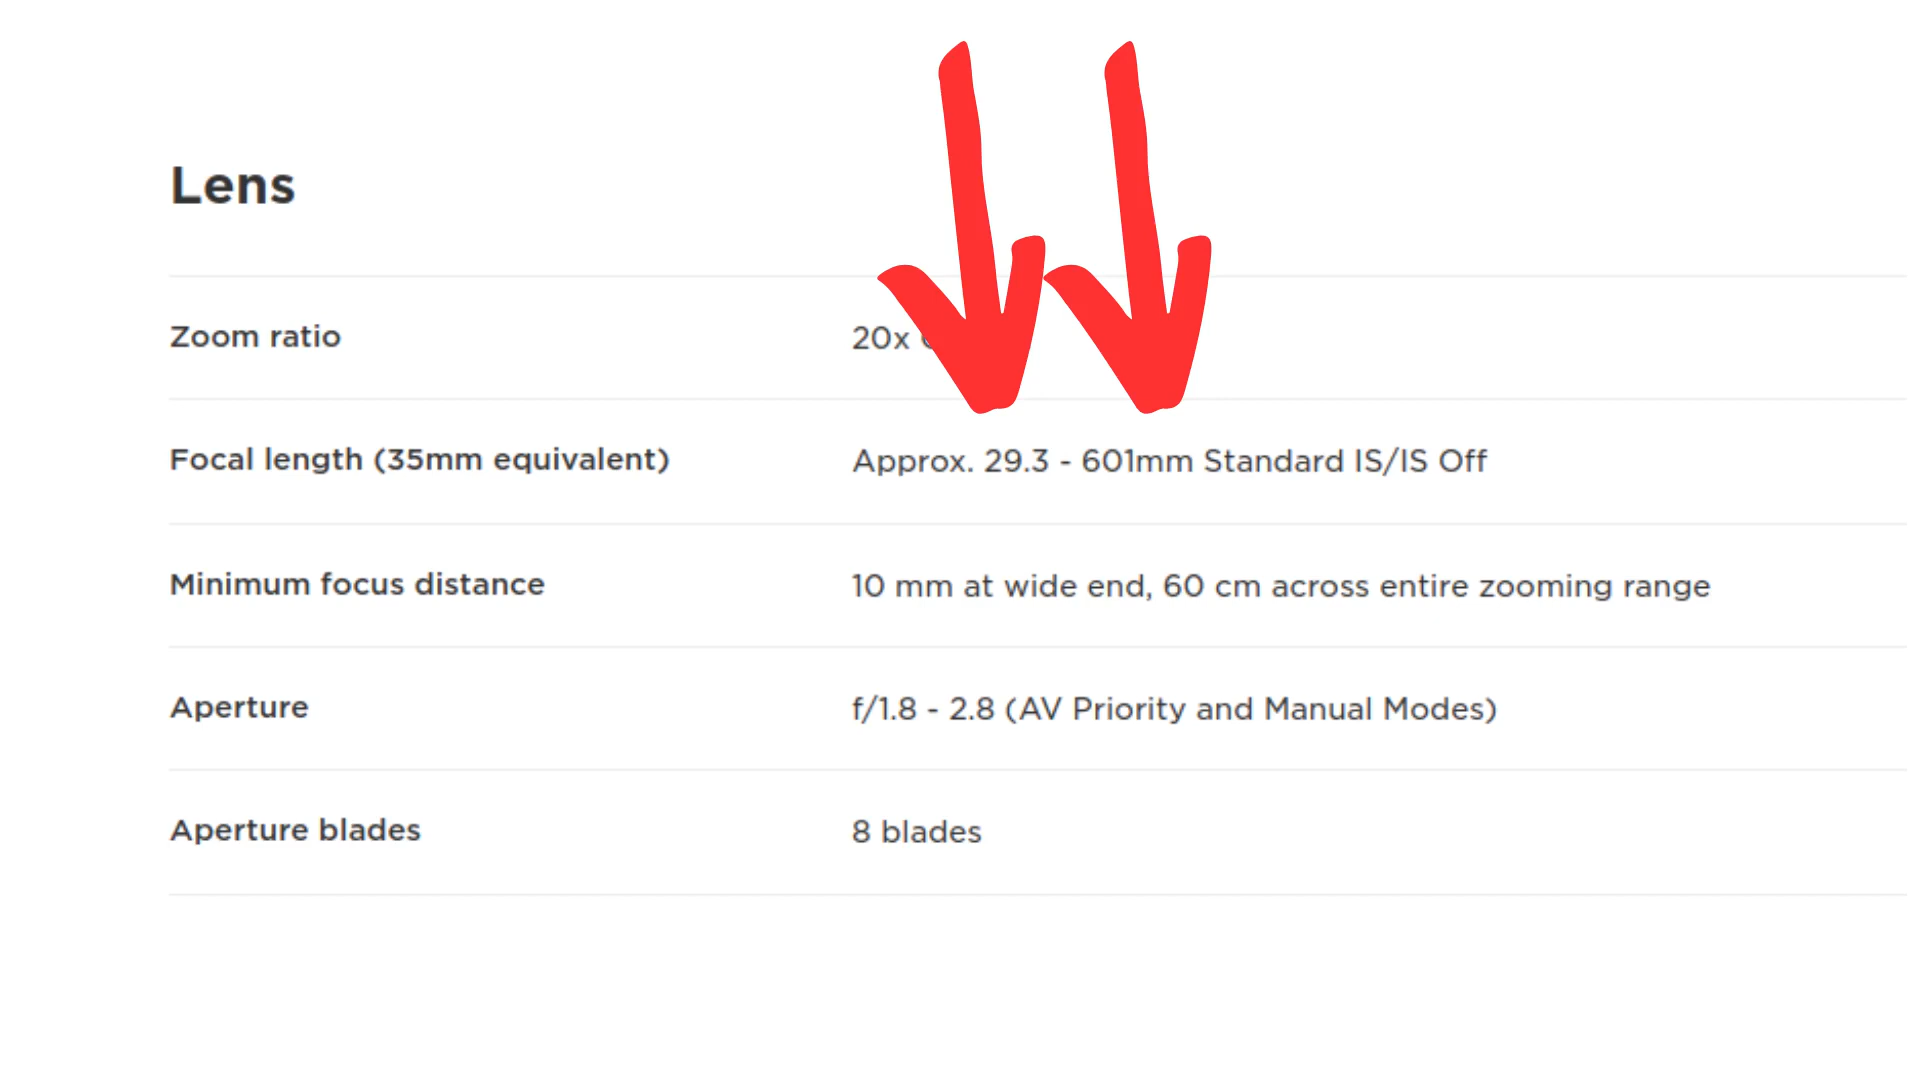 Lens
Zoom ratio 20x
Focal length (35mm equivalent) Approx. 29.3 - 601mm Standard IS/IS Off
Minimum focus distance 10 mm at wide end, 60 cm across entire zooming range
Aperture f/1.8 - 2.8 (AV Priority and Manual Modes)
Aperture blades 8 blades